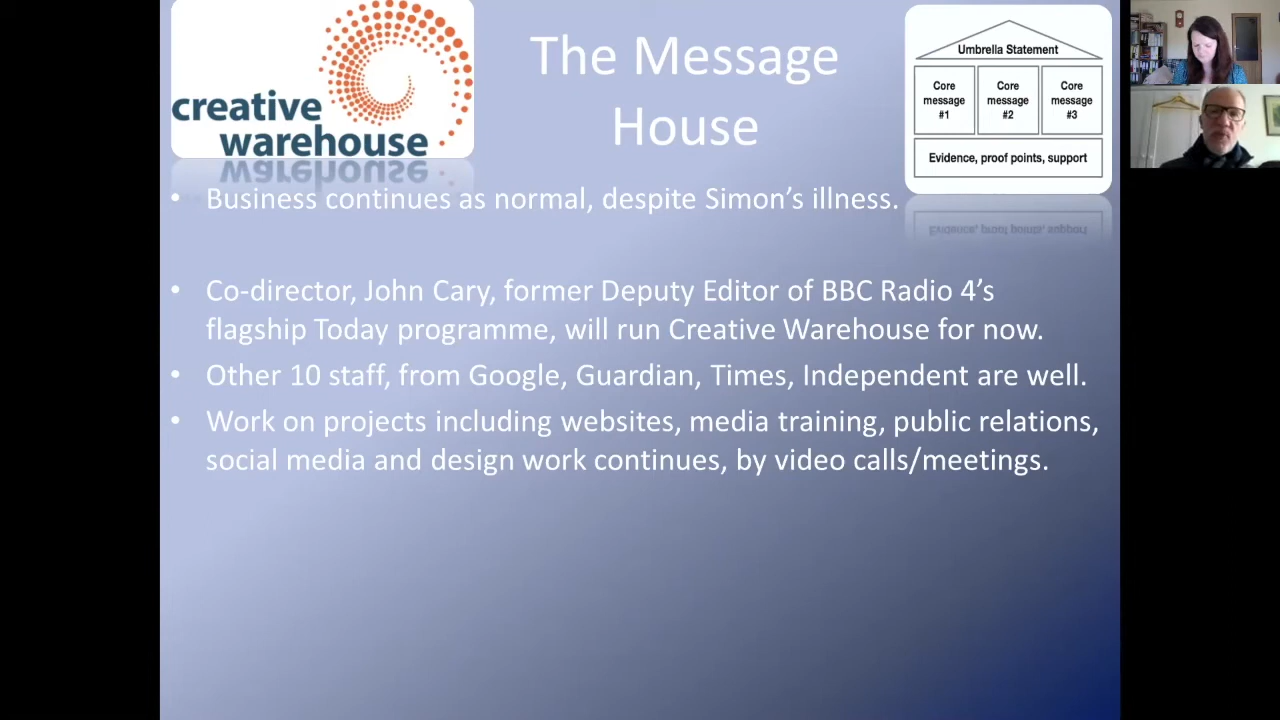 creative
warehouse
The Message
House
Umbrella Statement
Core
message
#1
Core
message
#2
Core
message
#3
Evidence, proof points, support
• Business continues as normal, despite Simon’s illness.
• Co-director, John Cary, former Deputy Editor of BBC Radio 4’s
flagship Today programme, will run Creative Warehouse for now.
• Other 10 staff, from Google, Guardian, Times, Independent are well.
• Work on projects including websites, media training, public relations,
social media and design work continues, by video calls/meetings.